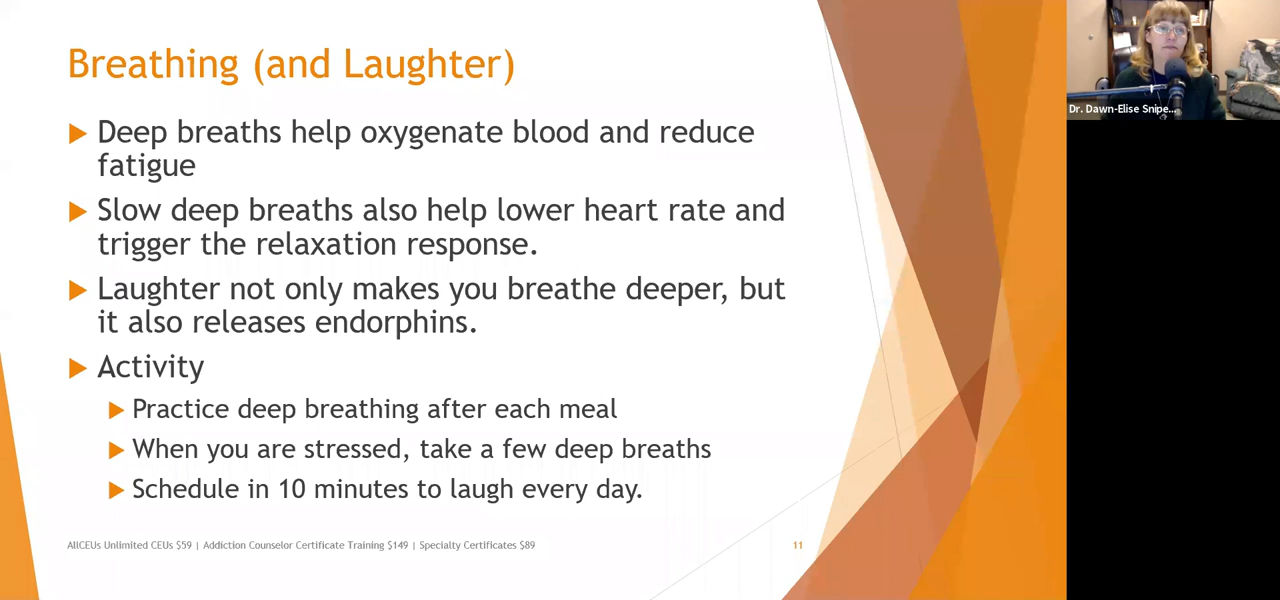 Breathing (and Laughter)
Deep breaths help oxygenate blood and reduce
fatigue
Slow deep breaths also help lower heart rate and
trigger the relaxation response.
Laughter not only makes you breathe deeper, but
it also releases endorphins.
Activity
Practice deep breathing after each meal
When you are stressed, take a few deep breaths
Schedule in 10 minutes to laugh every day.
AllCEUs Unlimited CEUs $59 | Addiction Counselor Certificate Training $149 | Specialty Certificates $89
11
Dr. Dawn-Elise Snipe...